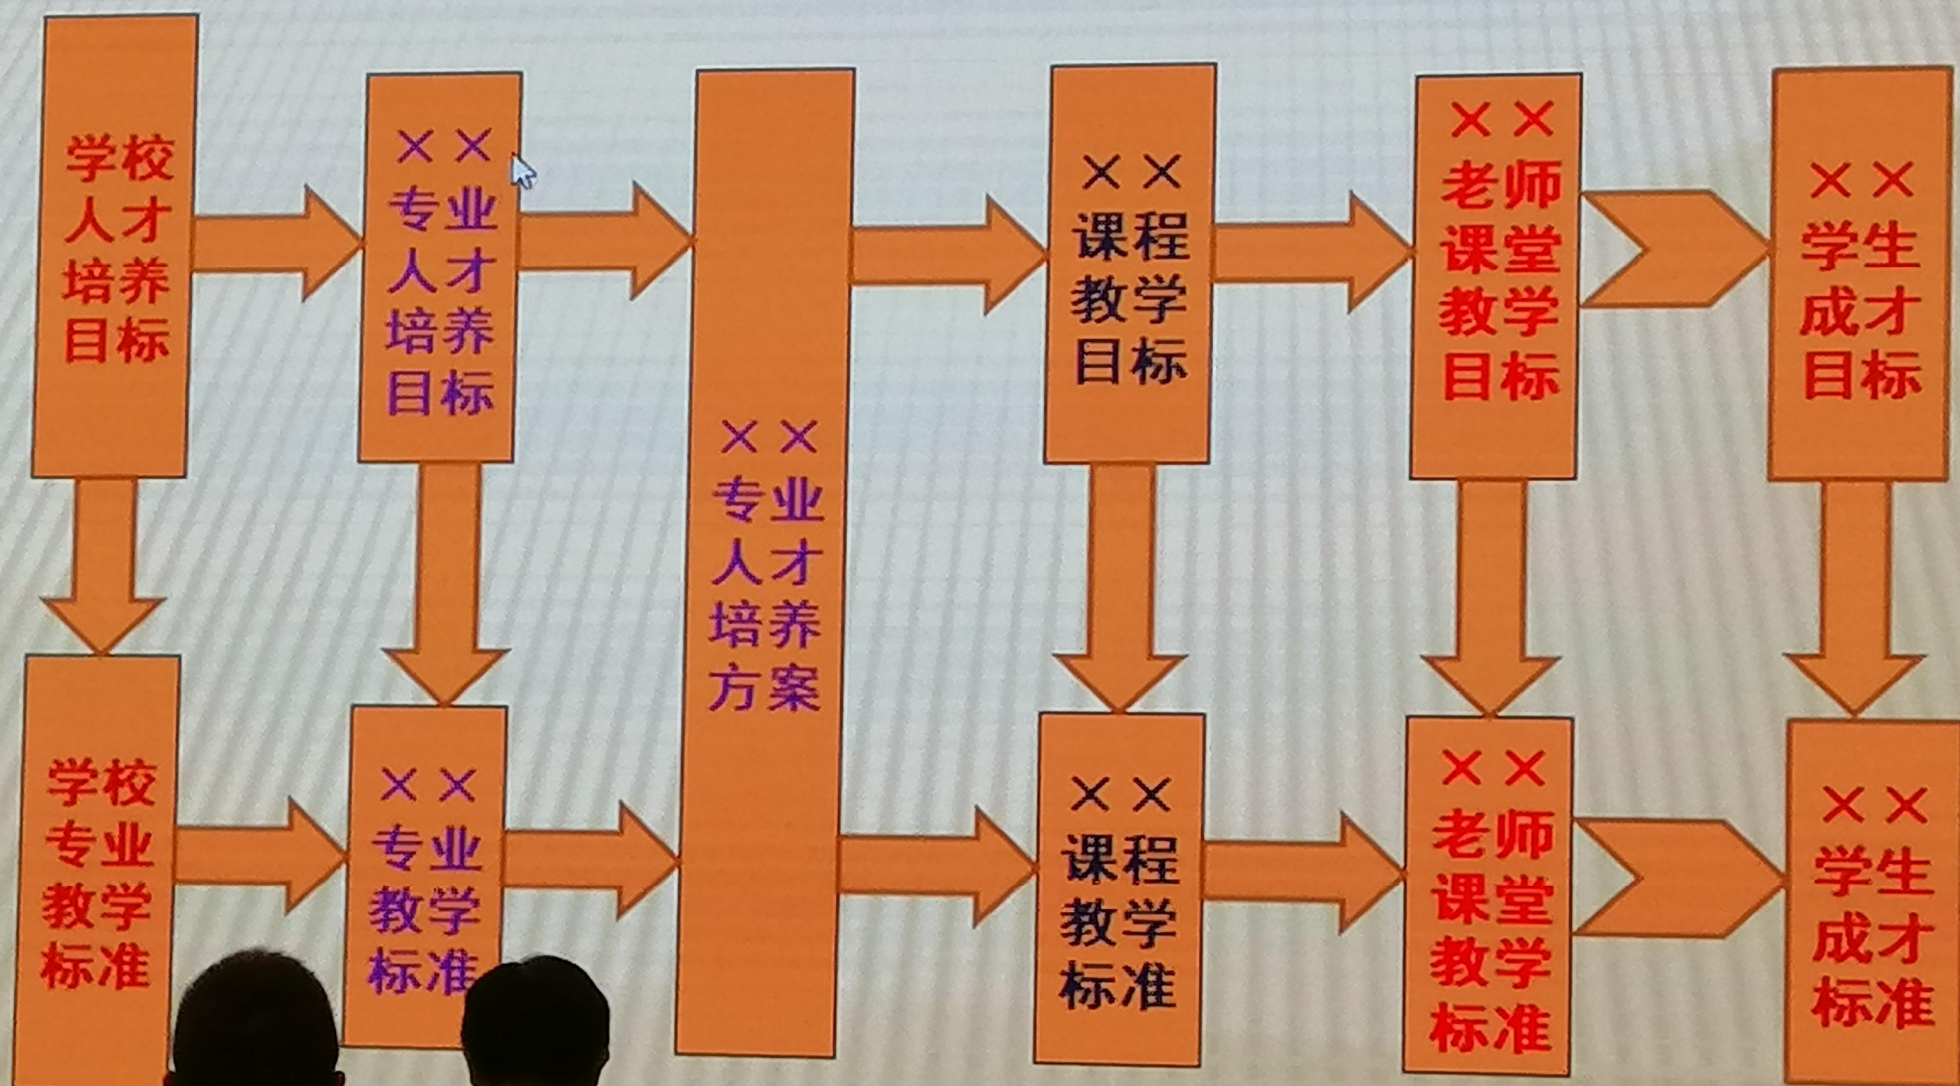 学校
人才
培养
目标
××
专业
人才
培养
目标
××
专业
人才
培养
方案
××
课程
教学
目标
××
老师
课堂
教学
目标
××
学生
成才
目标
学校
专业
教学
标准
××
专业
教学
标准
××
课程
教学
标准
××
老师
课堂
教学
标准
××
学生
成才
标准